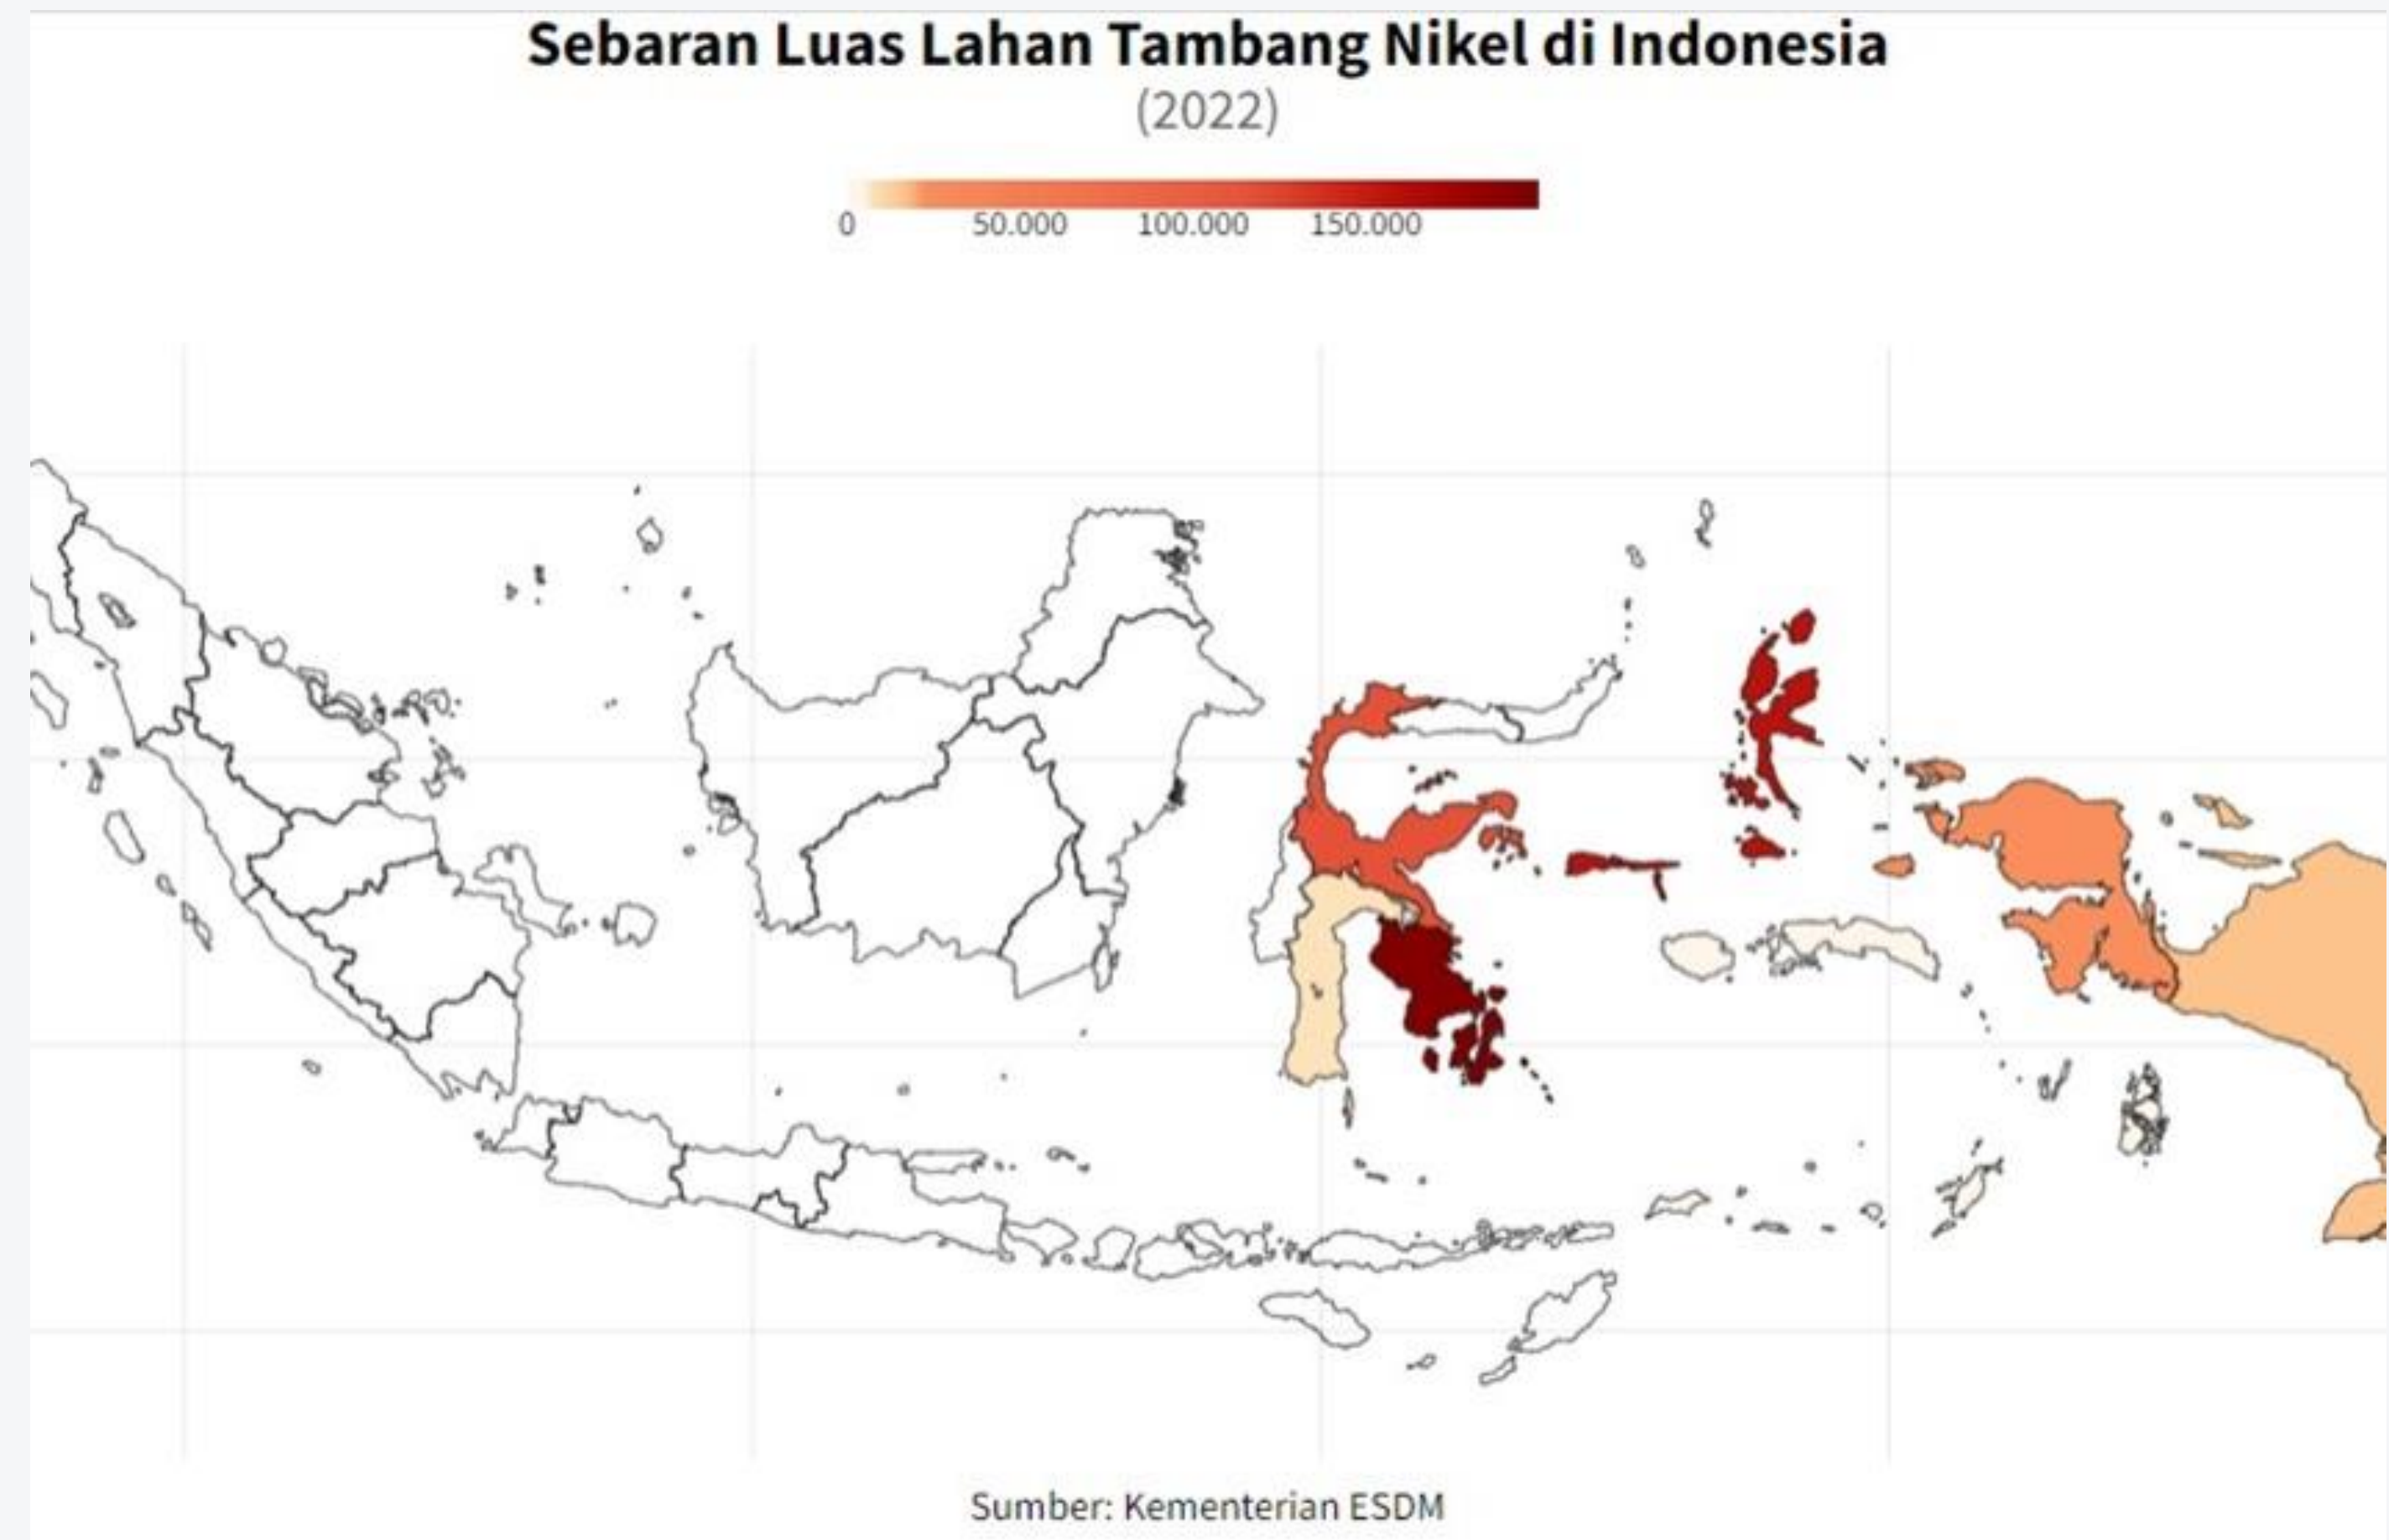 Sebaran Luas Lahan Tambang Nikel di Indonesia
(2022)
0 50.000 100.000 150.000
Sumber: Kementerian ESDM